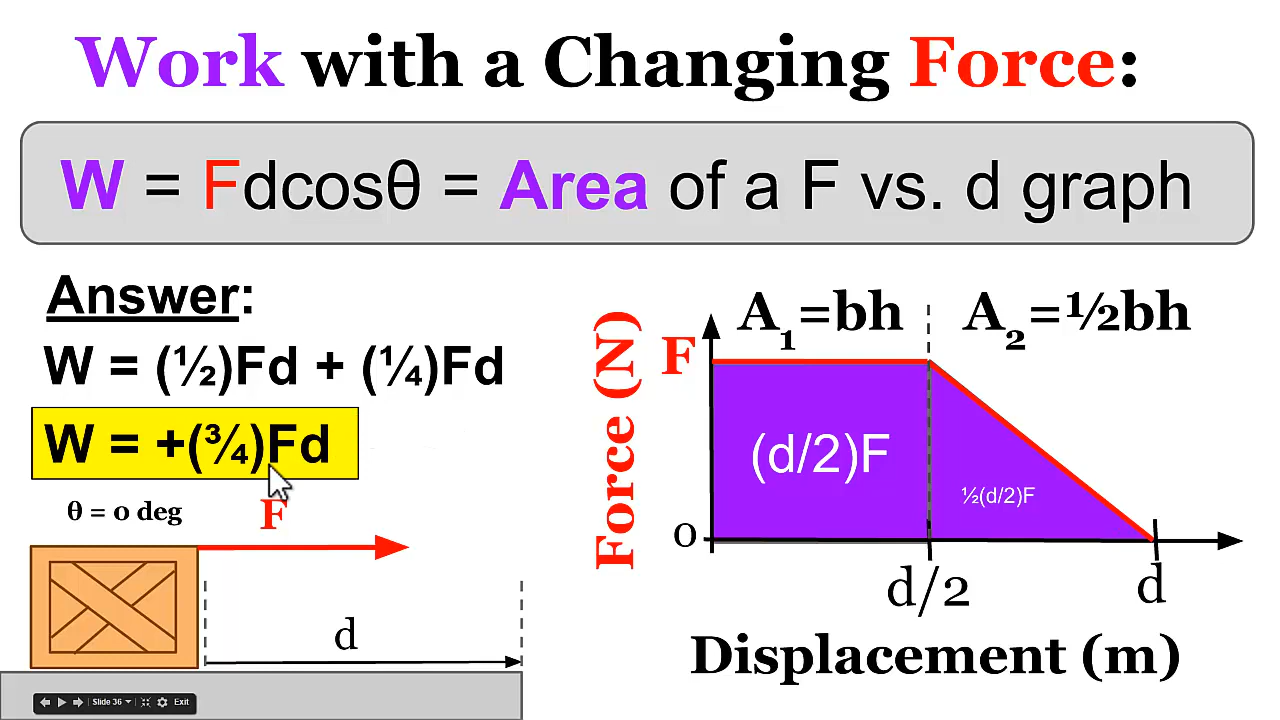 Work with a Changing Force:
W = Fdcosθ = Area of a F vs. d graph
Answer:
W = (½)Fd + (¼)Fd
W = +(¾)Fd
θ = 0 deg
F
d
A₁=bh
A₂=½bh
Force (N)
F
(d/2)F
½(d/2)F
0
d/2
d
Displacement (m)
Slide 36
Exit